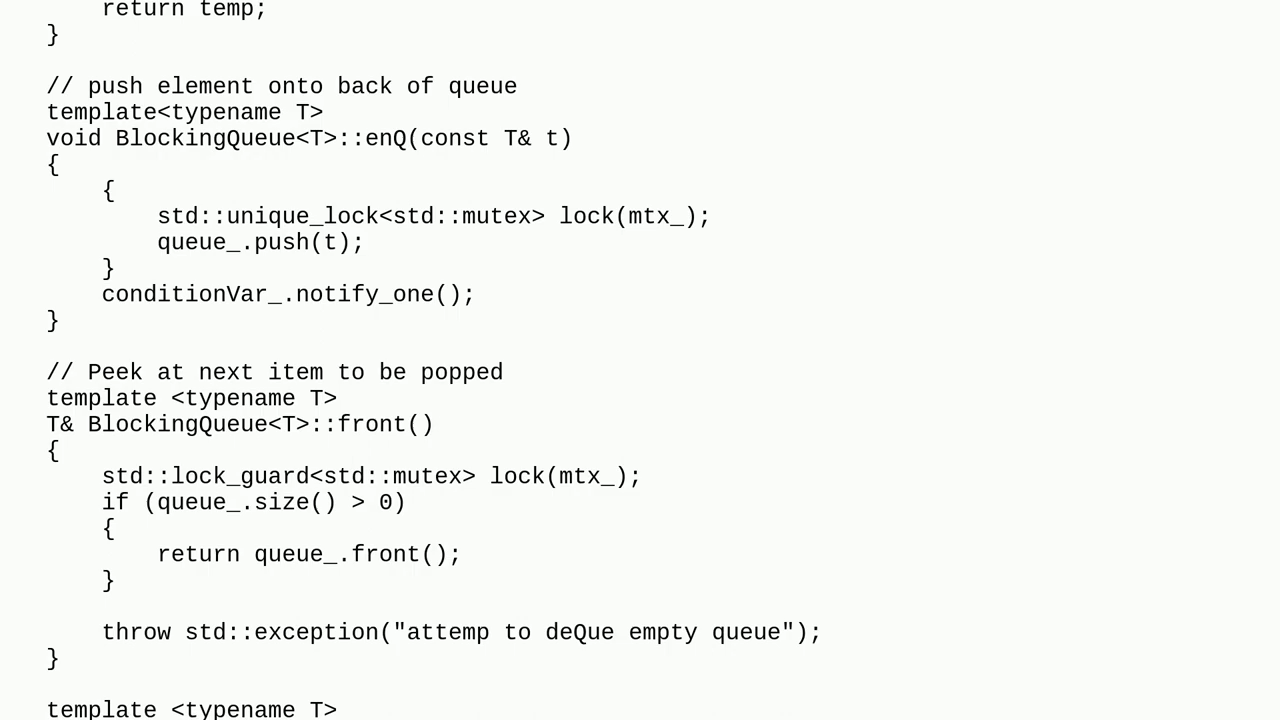 return temp;
}
// push element onto back of queue
template<typename T>
void BlockingQueue<T>::enQ(const T& t)
{
{
std::unique_lock<std::mutex> lock(mtx_);
queue_.push(t);
}
conditionVar_.notify_one();
}
// Peek at next item to be popped
template <typename T>
T& BlockingQueue<T>::front()
{
std::lock_guard<std::mutex> lock(mtx_);
if (queue_.size() > 0)
{
return queue_.front();
}
throw std::exception("attemp to deQue empty queue");
}
template <typename T>